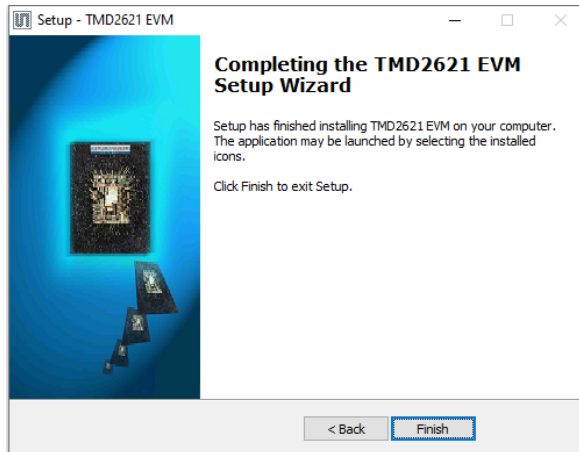 Setup - TMD2621 EVM
Completing the TMD2621 EVM
Setup Wizard
Setup has finished installing TMD2621 EVM on your computer.
The application may be launched by selecting the installed
icons.
Click Finish to exit Setup.
< Back
Finish